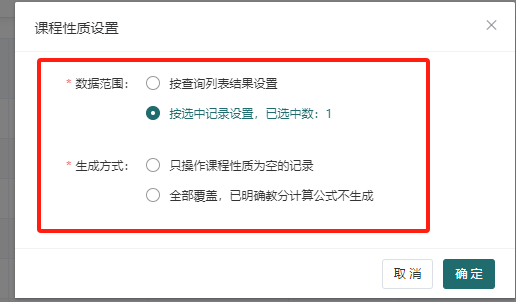 课程性质设置
* 数据范围: 按查询列表结果设置
按选中记录设置，已选中数：1
* 生成方式: 只操作课程性质为空的记录
全部覆盖，已明确教分计算公式不生成
取消 确定